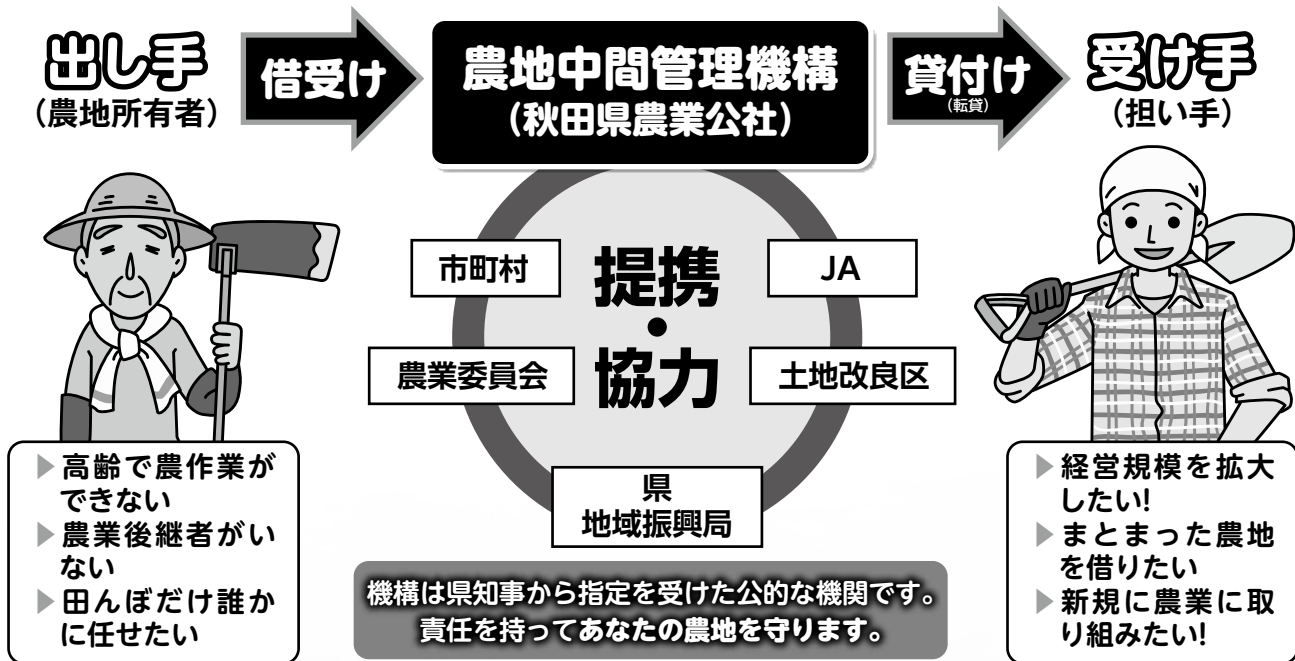 出し手
(農地所有者)
借受け
農地中間管理機構
(秋田県農業公社)
貸付け
(転貸)
受け手
(担い手)
市町村
提携
・
協力
JA
農業委員会
土地改良区
県
地域振興局
▶高齢で農作業が
できない
▶農業後継者がい
ない
▶田んぼだけ誰か
に任せたい
機構は県知事から指定を受けた公的な機関です。
責任を持ってあなたの農地を守ります。
▶経営規模を拡大
したい!
▶まとまった農地
を借りたい
▶新規に農業に取
り組みたい!